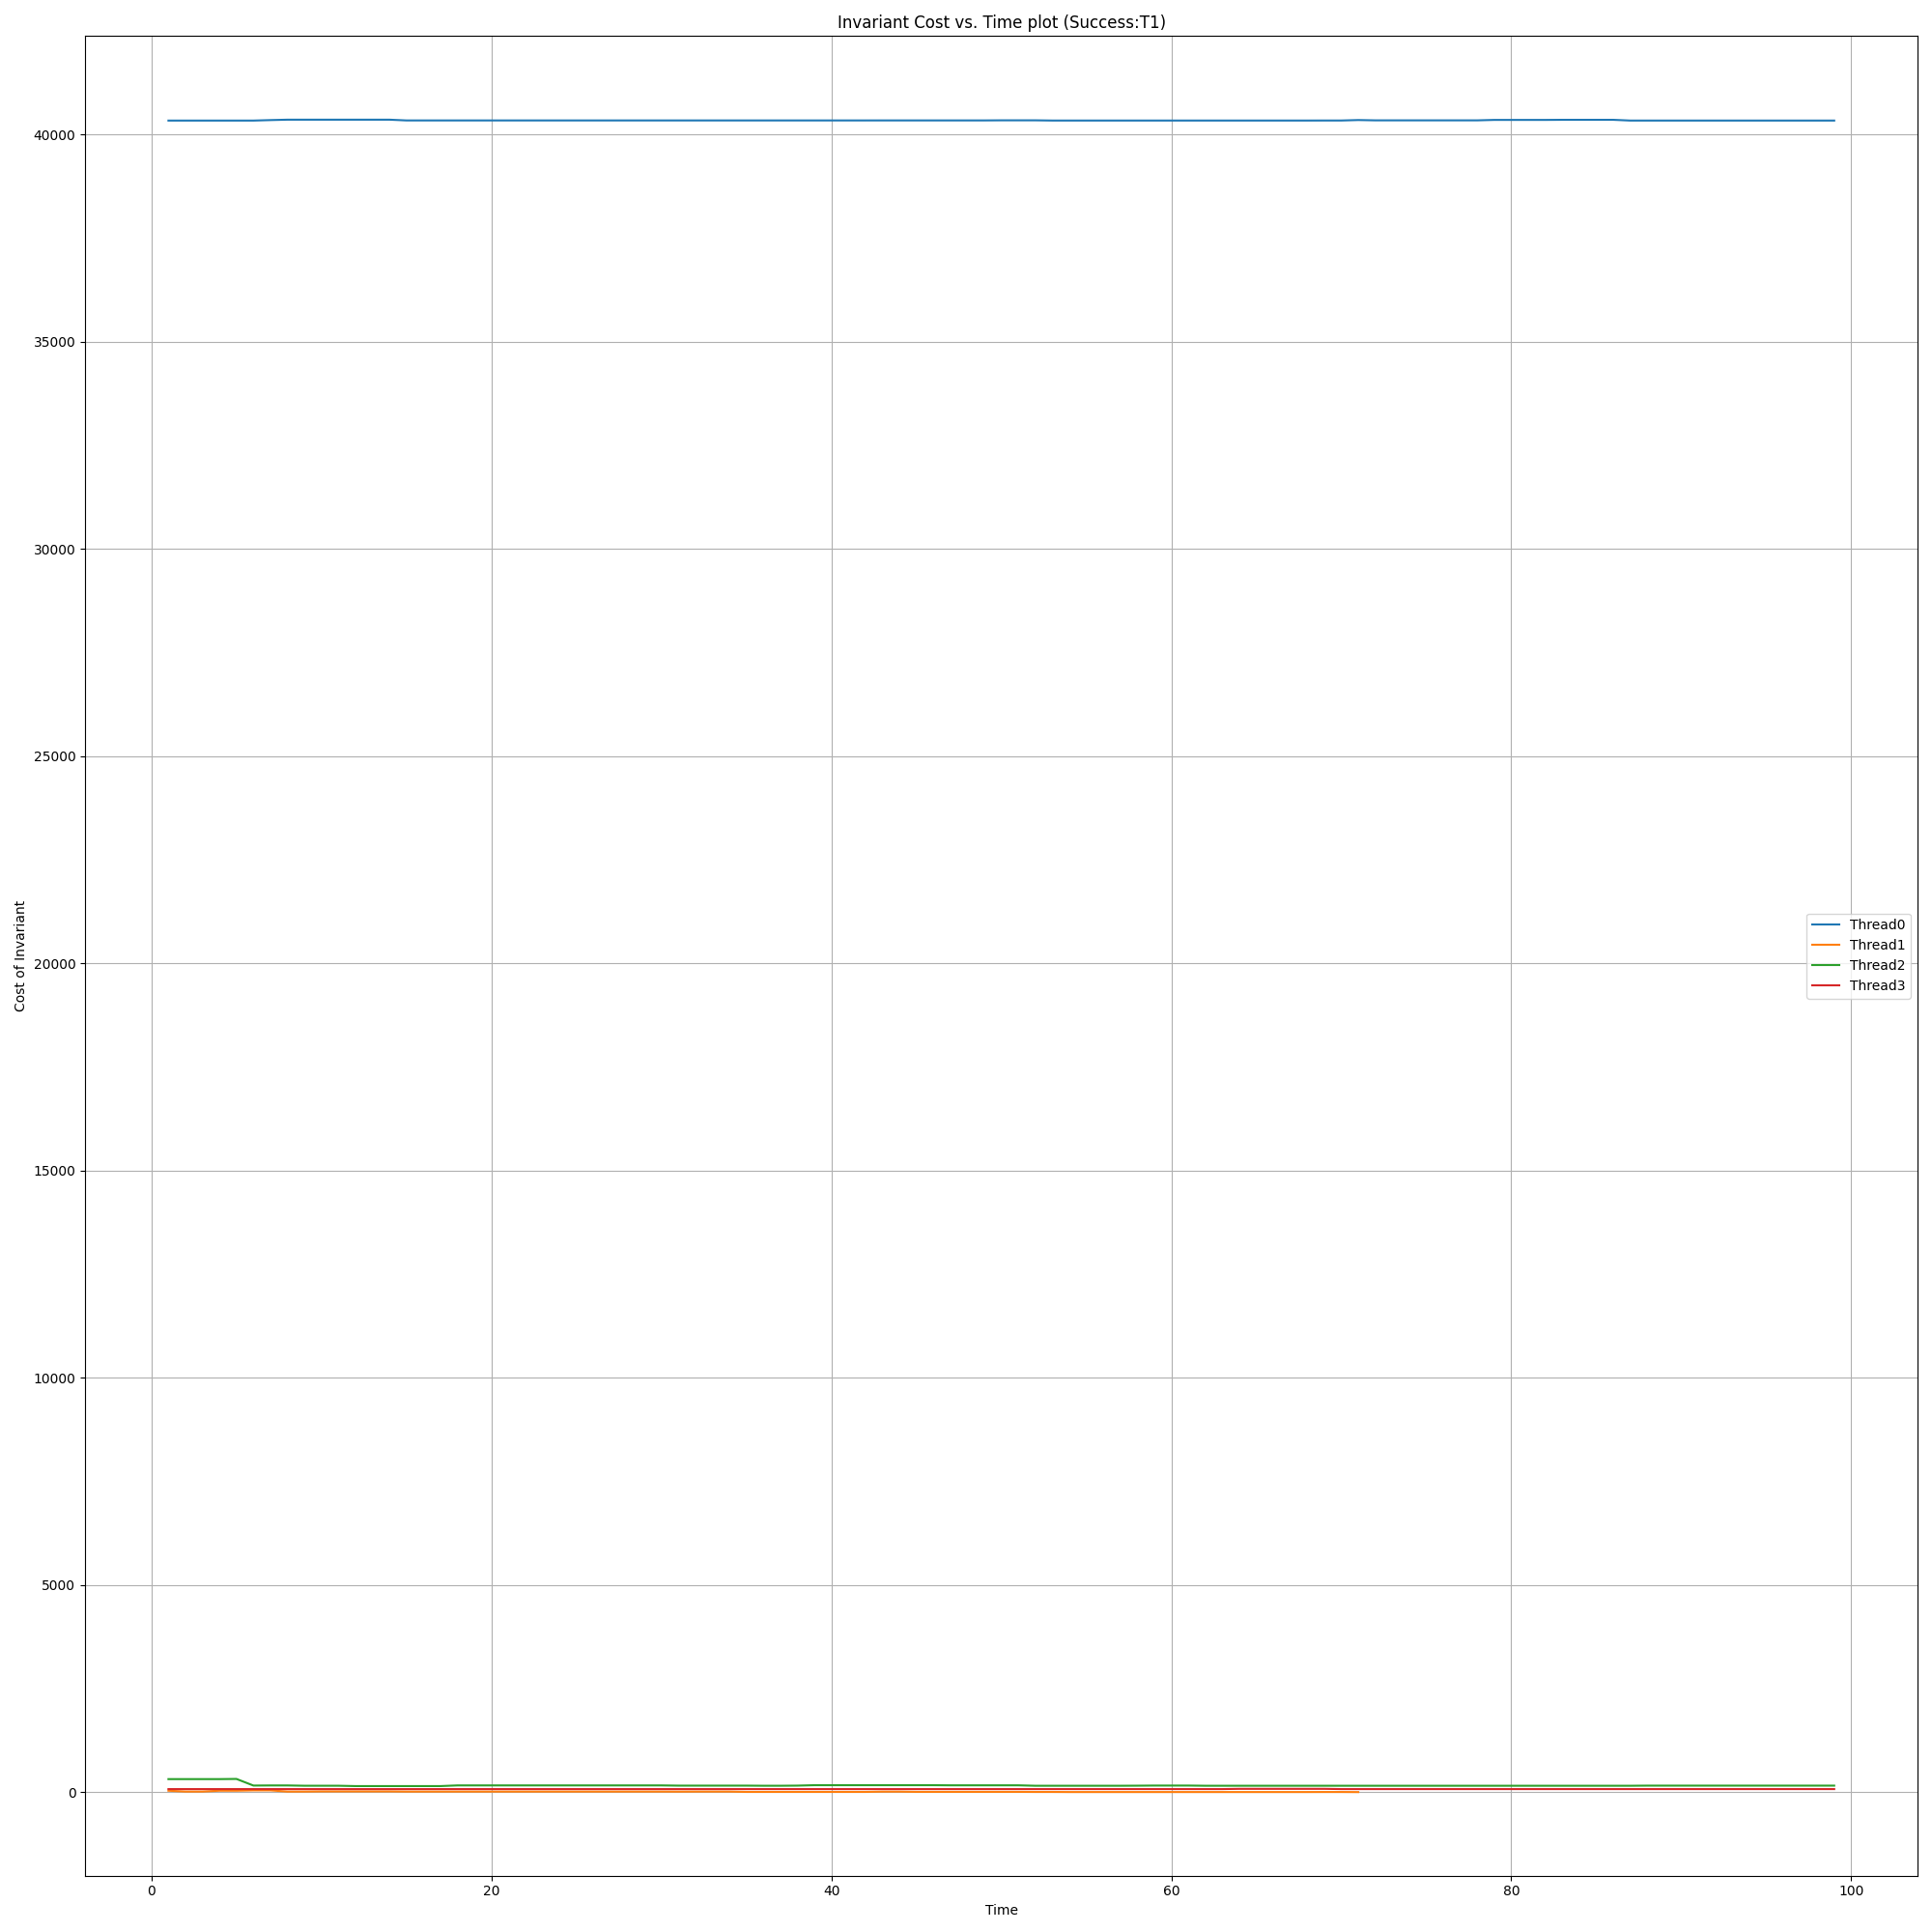 Invariant Cost vs. Time plot (Success:T1)
Cost of Invariant
40000
35000
30000
25000
20000
15000
10000
5000
0
Thread0
Thread1
Thread2
Thread3
0 20 40 60 80 100
Time